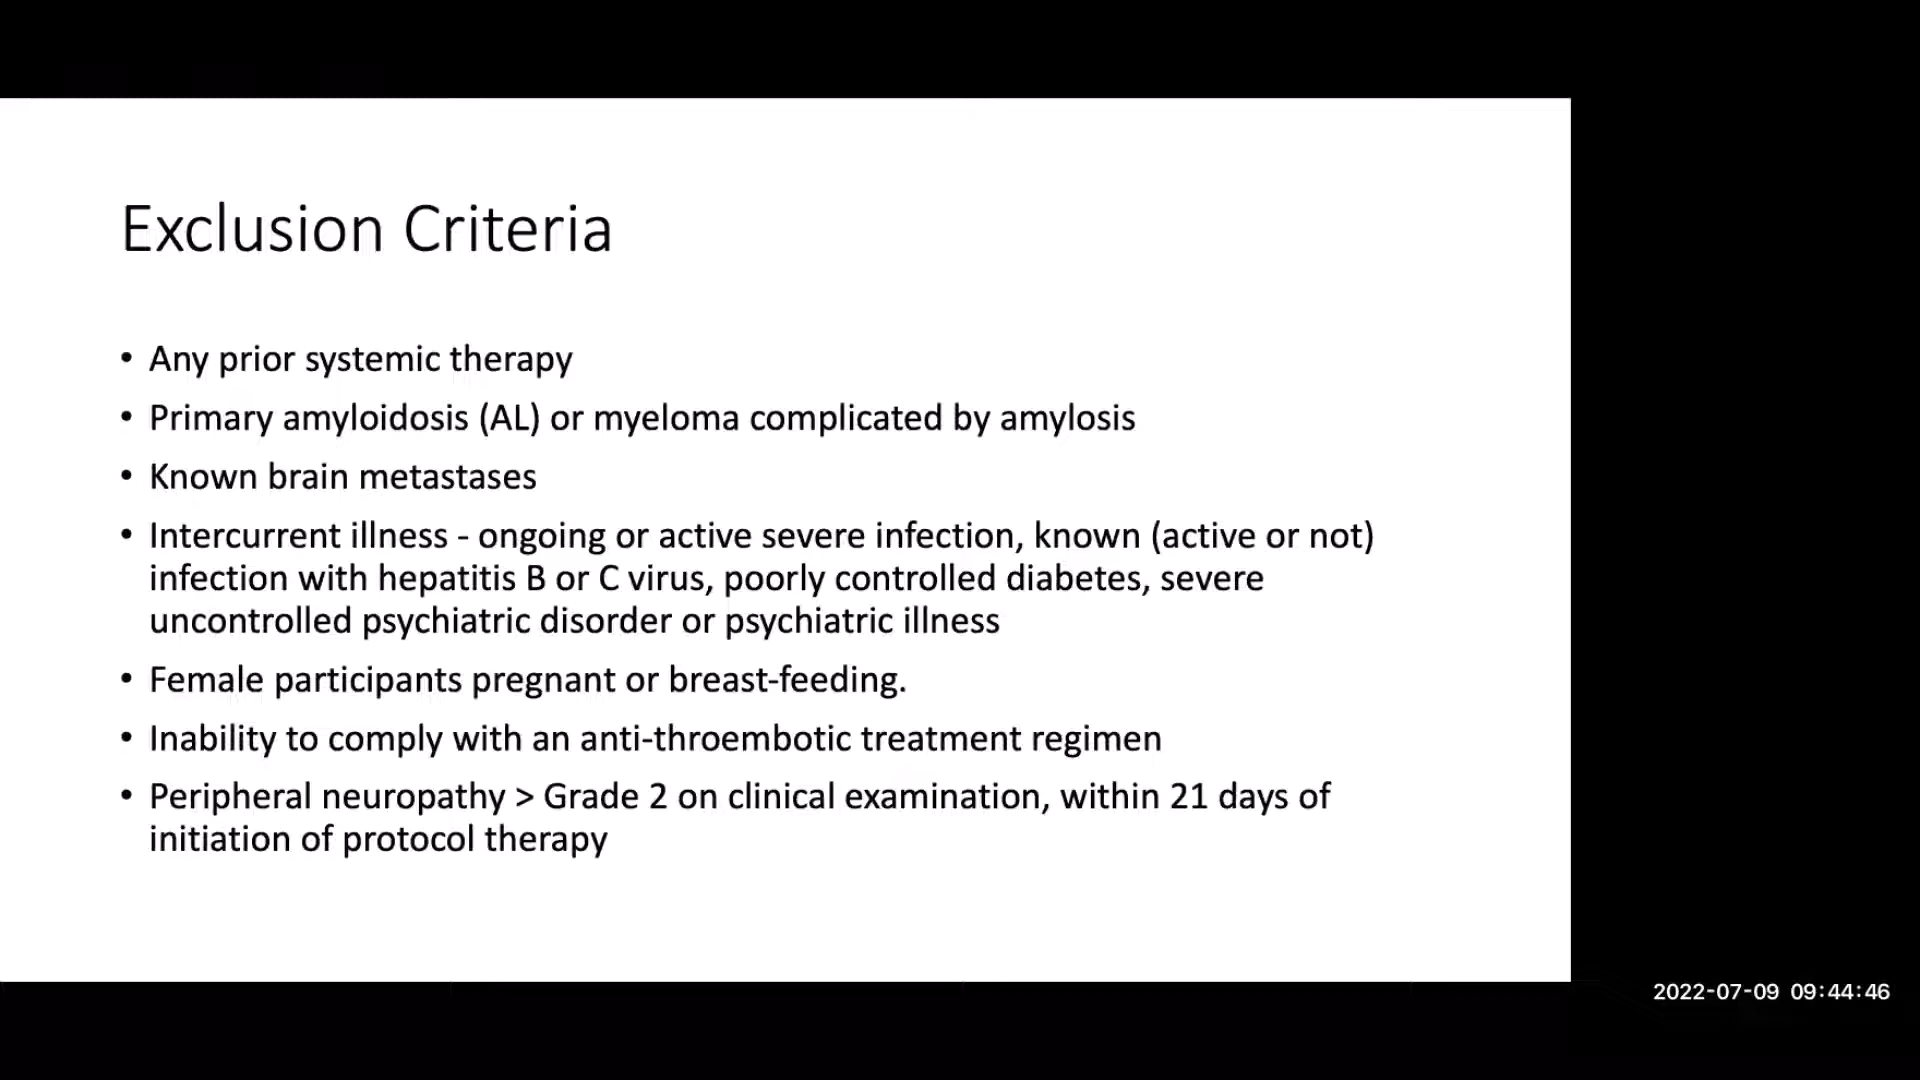 Exclusion Criteria
• Any prior systemic therapy
• Primary amyloidosis (AL) or myeloma complicated by amylosis
• Known brain metastases
• Intercurrent illness - ongoing or active severe infection, known (active or not)
infection with hepatitis B or C virus, poorly controlled diabetes, severe
uncontrolled psychiatric disorder or psychiatric illness
• Female participants pregnant or breast-feeding.
• Inability to comply with an anti-throembotic treatment regimen
• Peripheral neuropathy > Grade 2 on clinical examination, within 21 days of
initiation of protocol therapy
2022-07-09 09:44:46